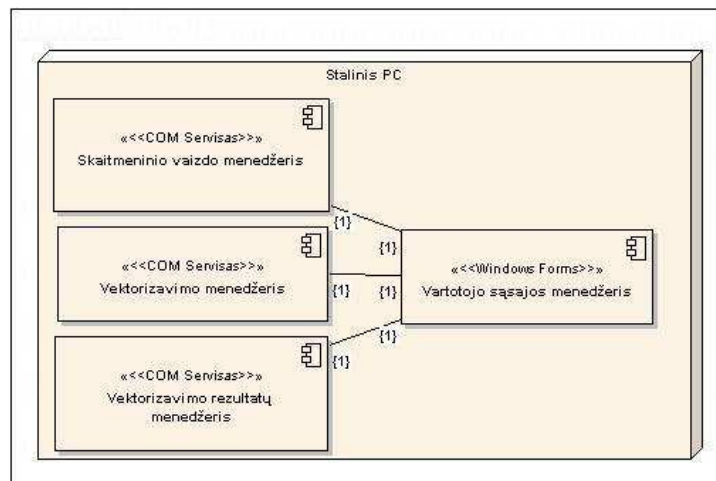 Stalinis PC
«<<COM Servisas>>»
Skaitmeninio vaizdo menedžeris
{1}
{1}
«<<COM Servisas>>»
Vektorizavimo menedžeris
{1}
{1}
«<<Windows Forms>>»
Vartotojo sąsajos menedžeris
«<<COM Servisas>>»
Vektorizavimo rezultatų
menedžeris
{1}
{1}